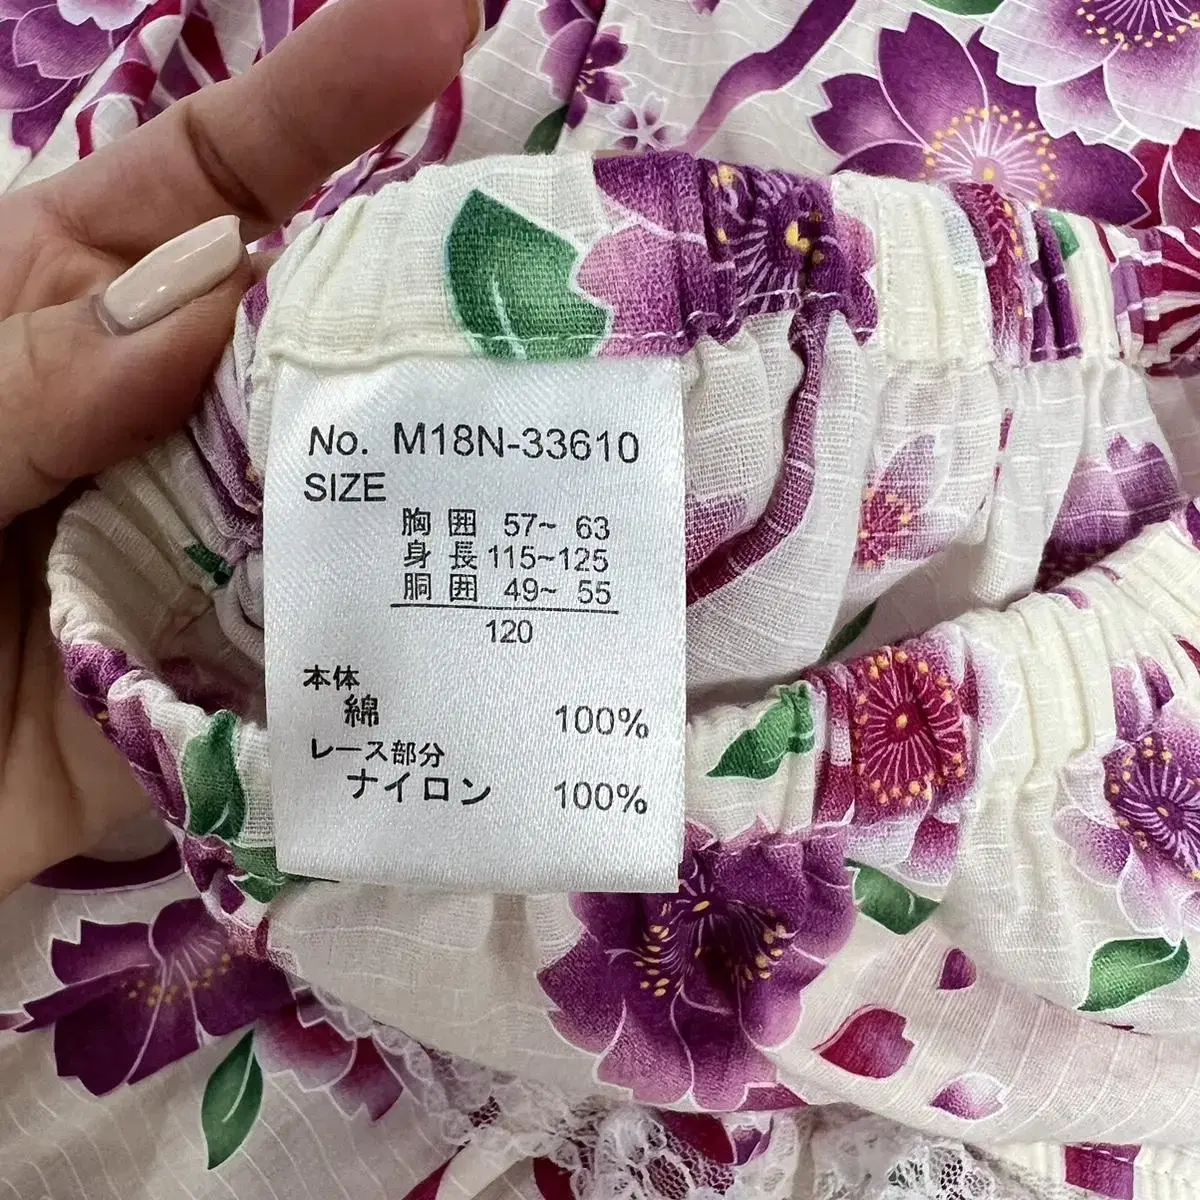 No. M18N-33610
SIZE
胸 囲 57~ 63
身 長 115~125
胴 囲 49~ 55
120
本体
綿 100%
レース部分
ナイロン 100%